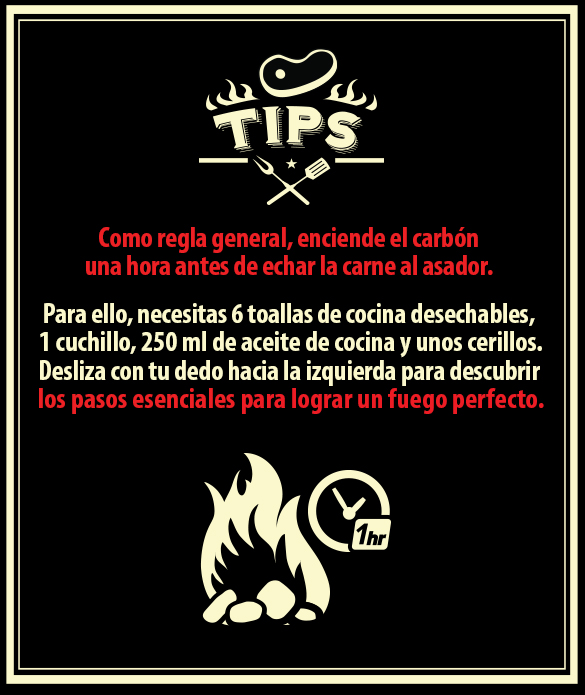 TIPS
Como regla general, enciende el carbón
una hora antes de echar la carne al asador.
Para ello, necesitas 6 toallas de cocina desechables,
1 cuchillo, 250 ml de aceite de cocina y unos cerillos.
Desliza con tu dedo hacia la izquierda para descubrir
los pasos esenciales para lograr un fuego perfecto.
1hr